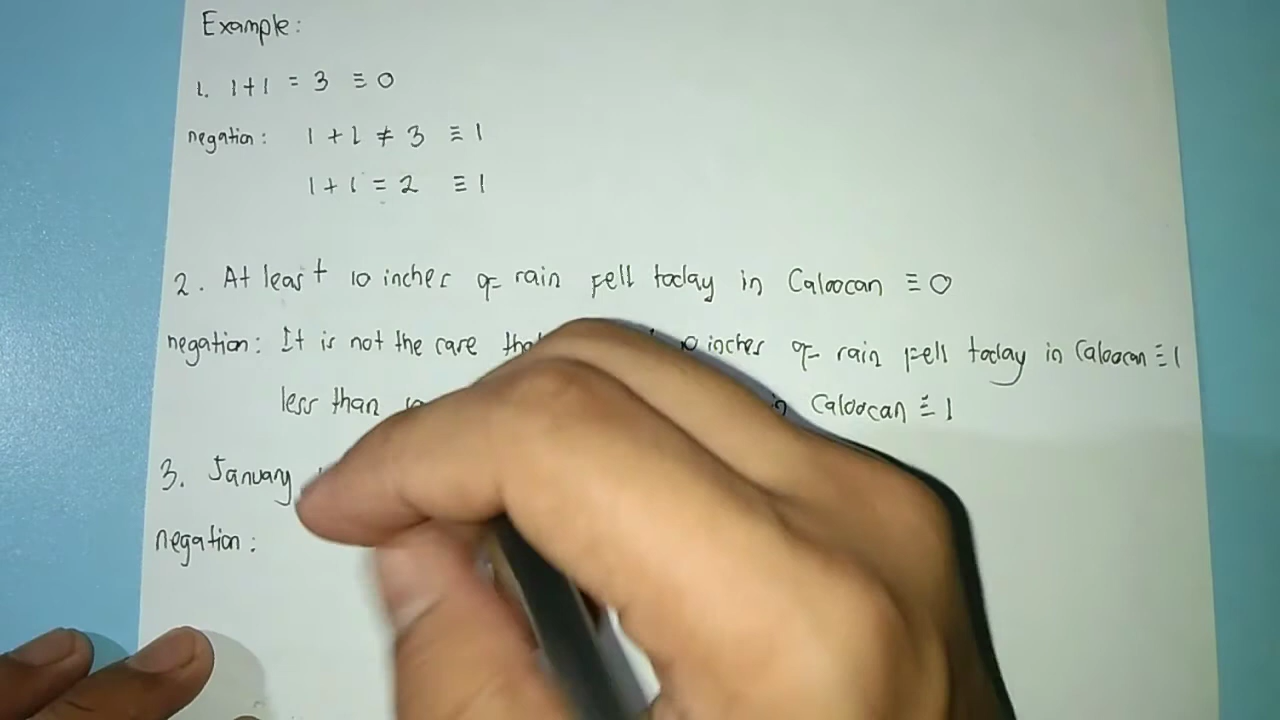 Example:
1. 1+1 = 3 ≡ 0
negation: 1 + 1 ≠ 3 ≡ 1
1 + 1 = 2 ≡ 1
2. At least 10 inches of rain fell today in Caloocan ≡ 0
negation: It is not the case inches of rain fell today in Caloocan ≡ 1
less than Caloocan ≡ 1
3. January
negation: